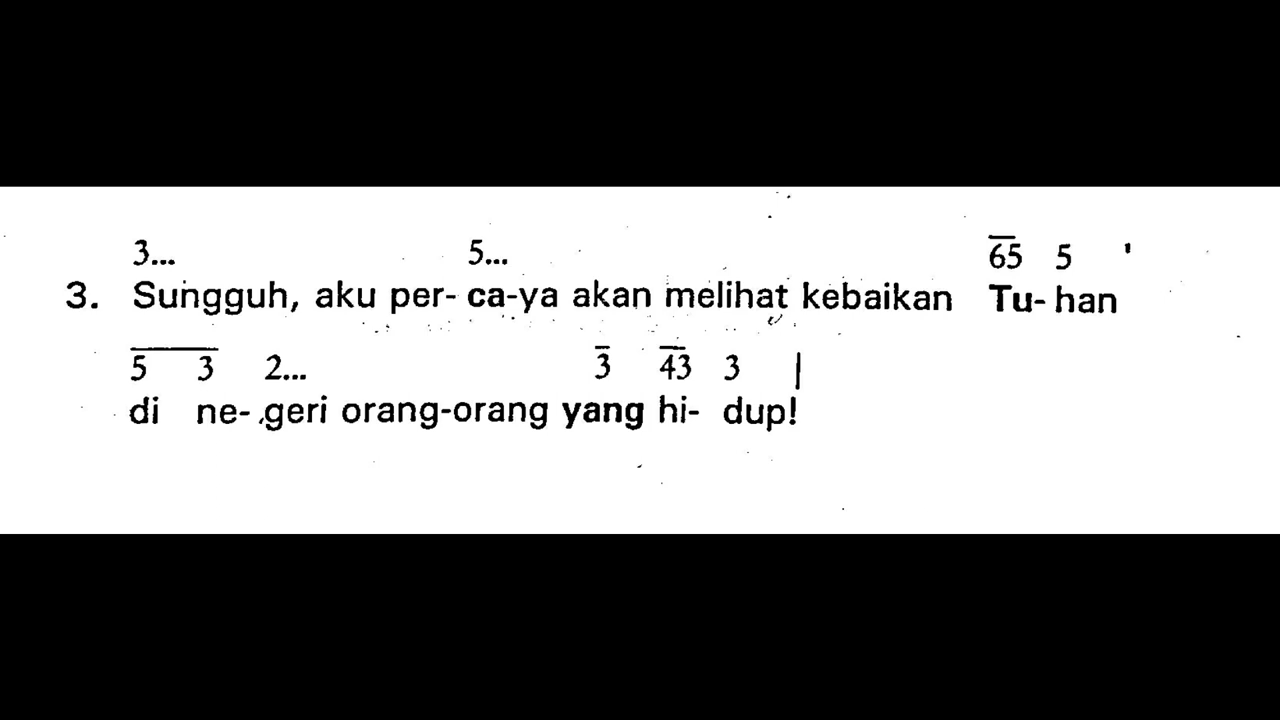 3... 5... 65 5 '
3. Sungguh, aku per- ca-ya akan melihat kebaikan Tu- han
5 3 2... 3 43 3 |
di ne- geri orang-orang yang hi- dup!